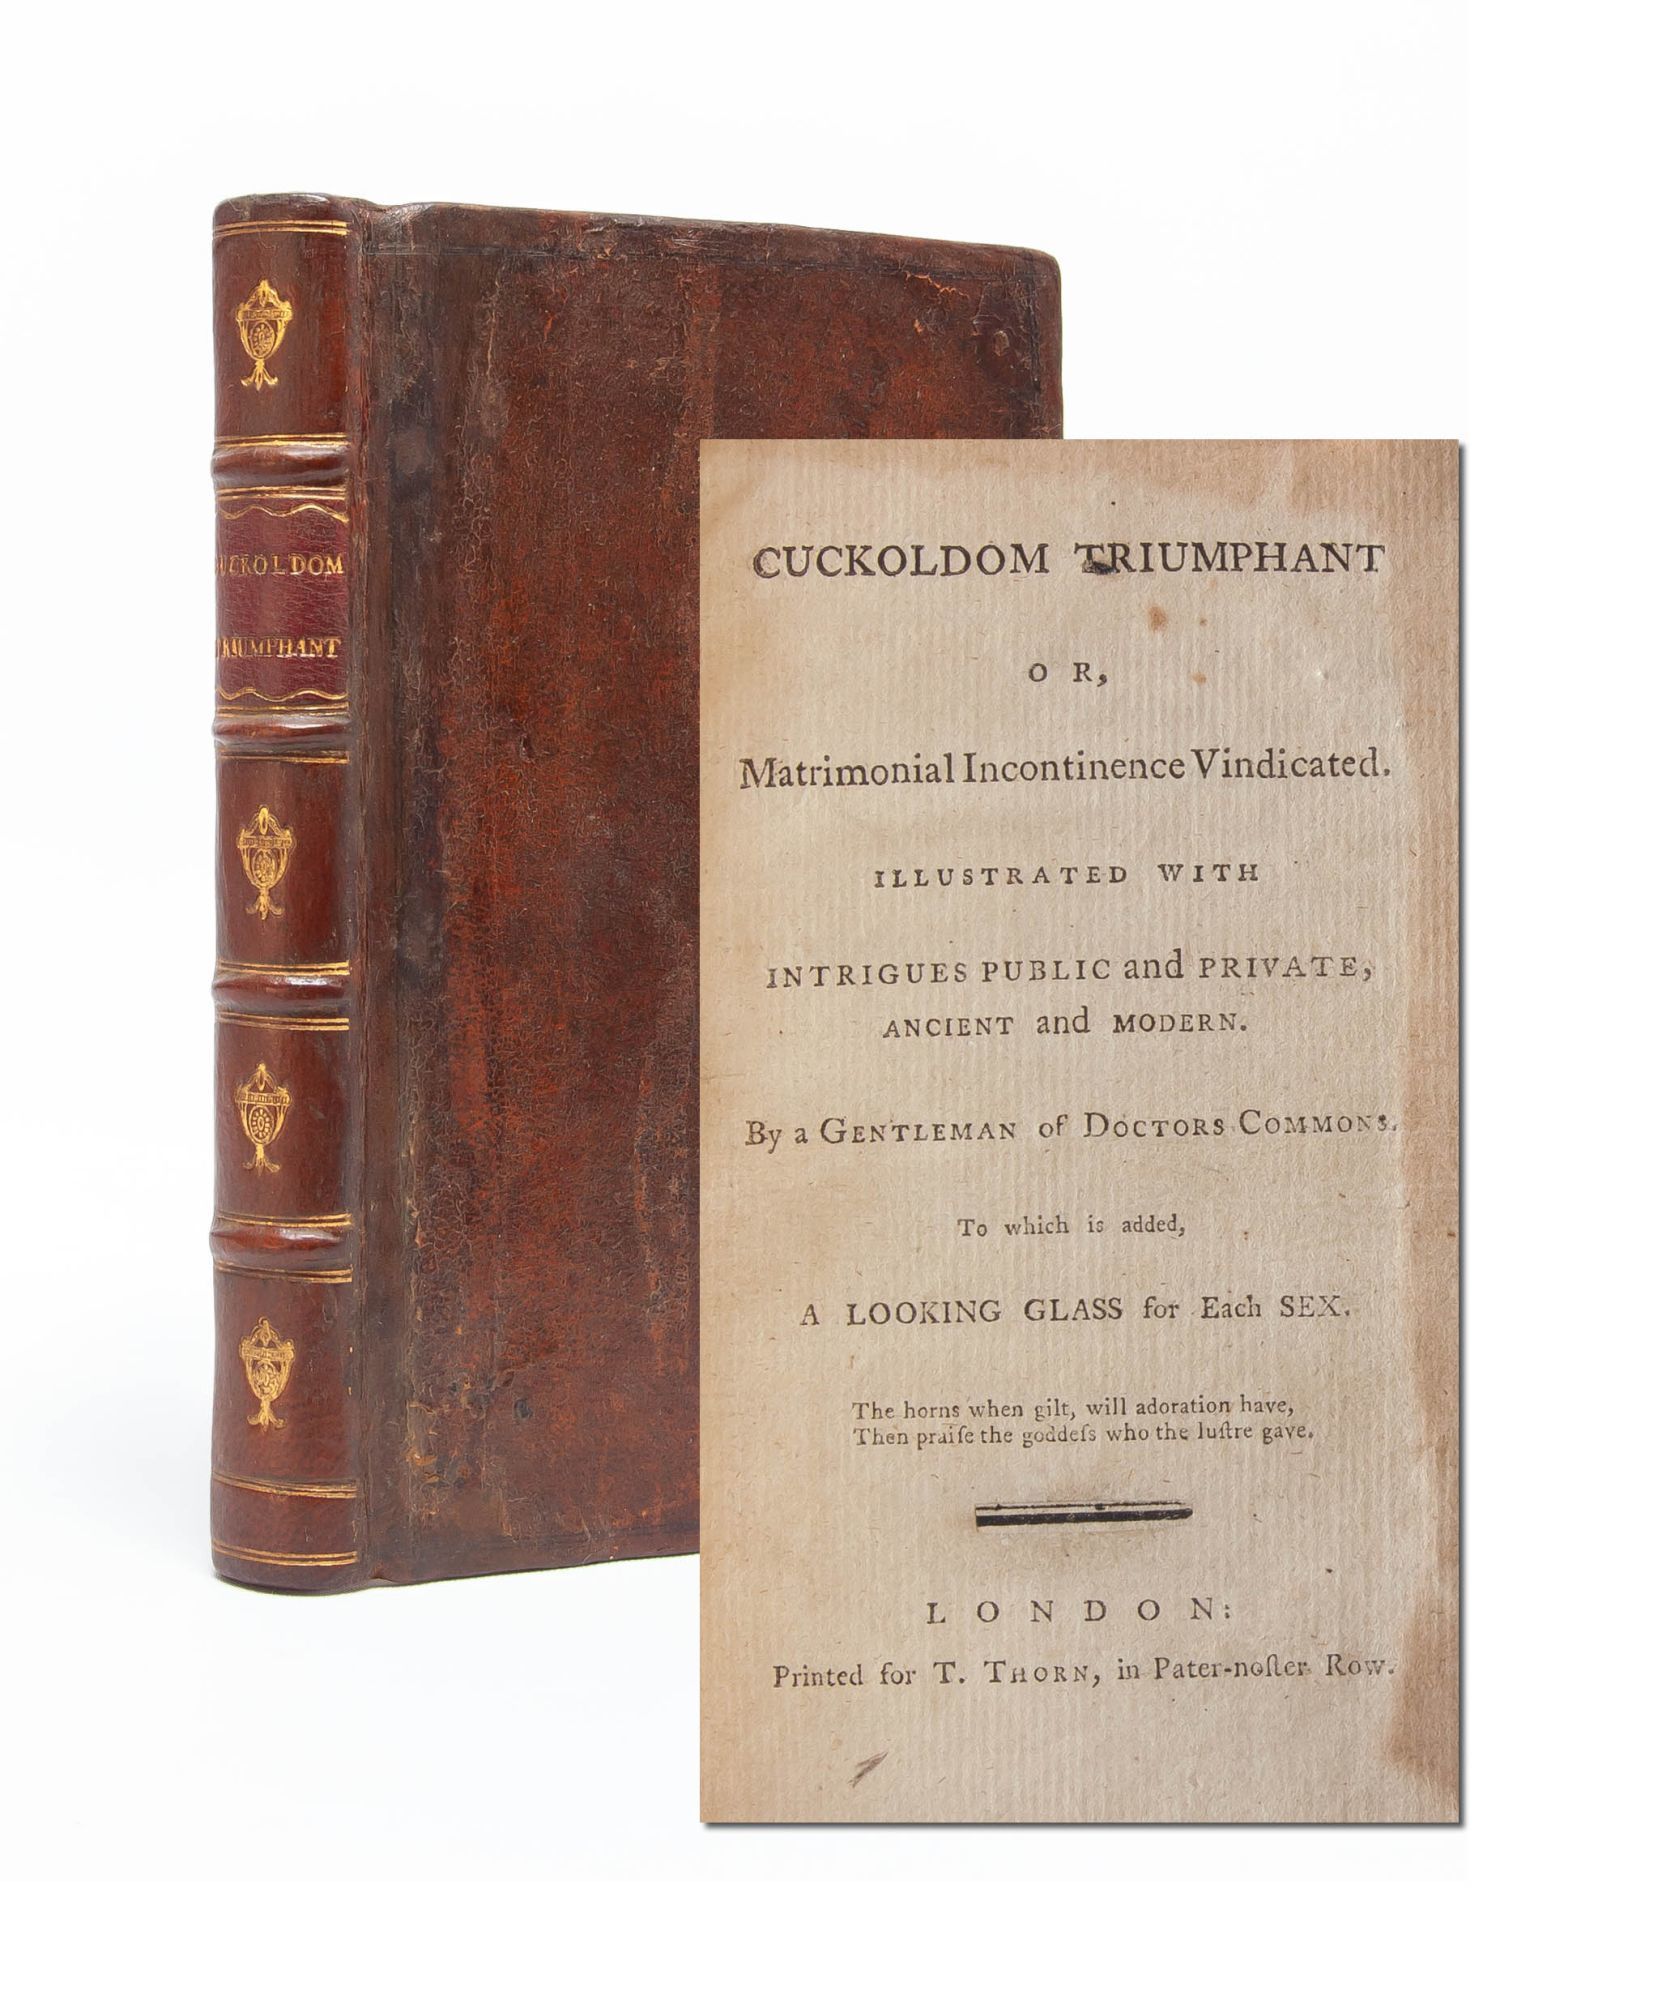 CUCKOLDOM
TRIUMPHANT
CUCKOLDOM TRIUMPHANT
OR,
Matrimonial Incontinence Vindicated.
ILLUSTRATED WITH
INTRIGUES PUBLIC and PRIVATE,
ANCIENT and MODERN.
By a GENTLEMAN of DOCTORS COMMONS.
To which is added,
A LOOKING GLASS for Each SEX.
The horns when gilt, will adoration have,
Then praiſe the goddeſs who the luſtre gave.
LONDON:
Printed for T. THORN, in Pater-noſter Row.